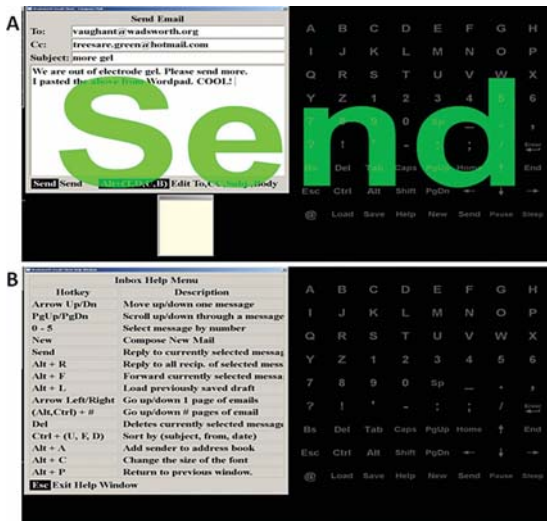 A
Send Email
To: vaughant@wadsworth.org
Cc: treesare.green@hotmail.com
Subject: more gel
We are out of electrode gel. Please send more.
I pasted the above from Wordpad. COOL!
Send Send Alt+(T,D,C,B) Edit To,CC,Subj.,Body
Send
A B C D E F G H
I J K L M N O P
Q R S T U V W X
Y Z 1 2 3 4 5 6
7 8 9 0 Sp _ . ,
? ! ' - : ; / Enter
Bs Del Tab Caps PgUp Home ↑ End
Esc Ctrl Alt Shift PgDn ← ↓ →
@ Load Save Help New Send Pause Sleep
B
Inbox Help Menu
Hotkey Description
Arrow Up/Dn Move up/down one message
PgUp/PgDn Scroll up/down through a message
0 - 5 Select message by number
New Compose New Mail
Send Reply to currently selected messag
Alt + R Reply to all recip. of selected mess
Alt + F Forward currently selected messa
Alt + L Load previously saved draft
Arrow Left/Right Go up/down 1 page of emails
(Alt,Ctrl) + # Go up/down # pages of email
Del Deletes currently selected message
Ctrl + (U, F, D) Sort by (subject, from, date)
Alt + A Add sender to address book
Alt + C Change the size of the font
Alt + P Return to previous window.
Esc Exit Help Window
A B C D E F G H
I J K L M N O P
Q R S T U V W X
Y Z 1 2 3 4 5 6
7 8 9 0 Sp _ . ,
? ! ' - : ; / Enter
Bs Del Tab Caps PgUp Home ↑ End
Esc Ctrl Alt Shift PgDn ← ↓ →
@ Load Save Help New Send Pause Sleep